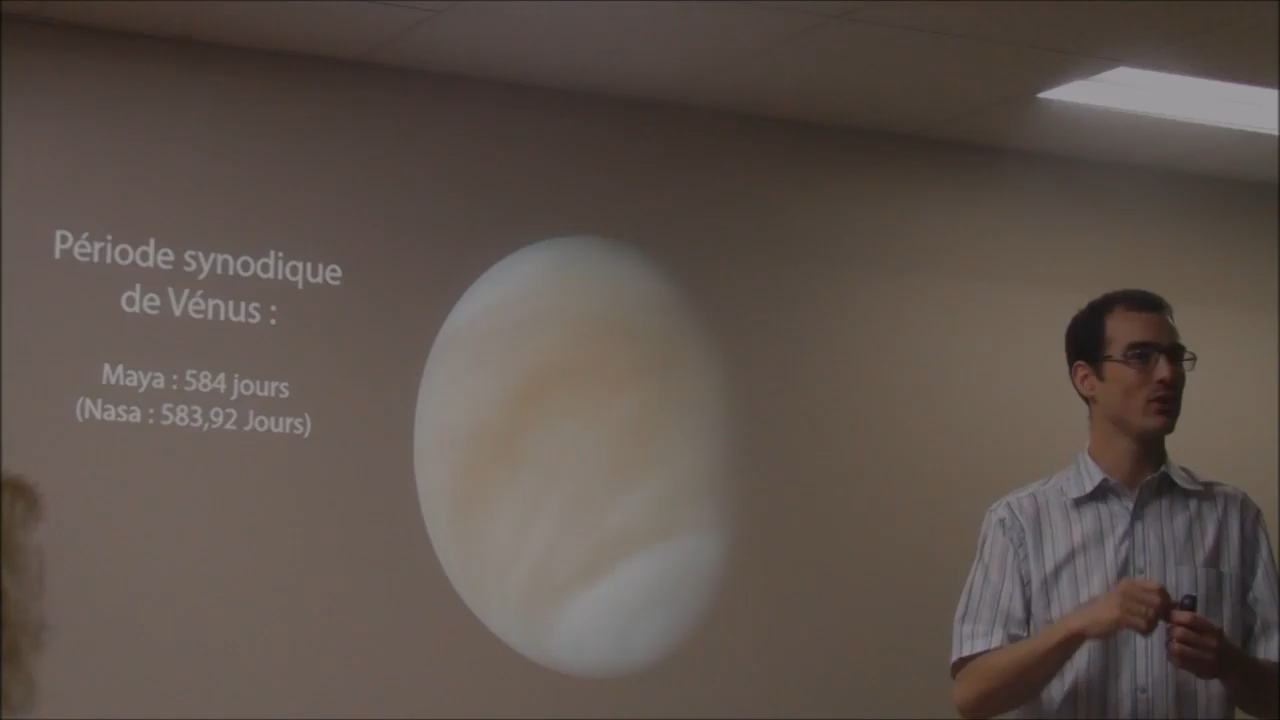 Période synodique
de Vénus :
Maya : 584 jours
(Nasa : 583,92 Jours)